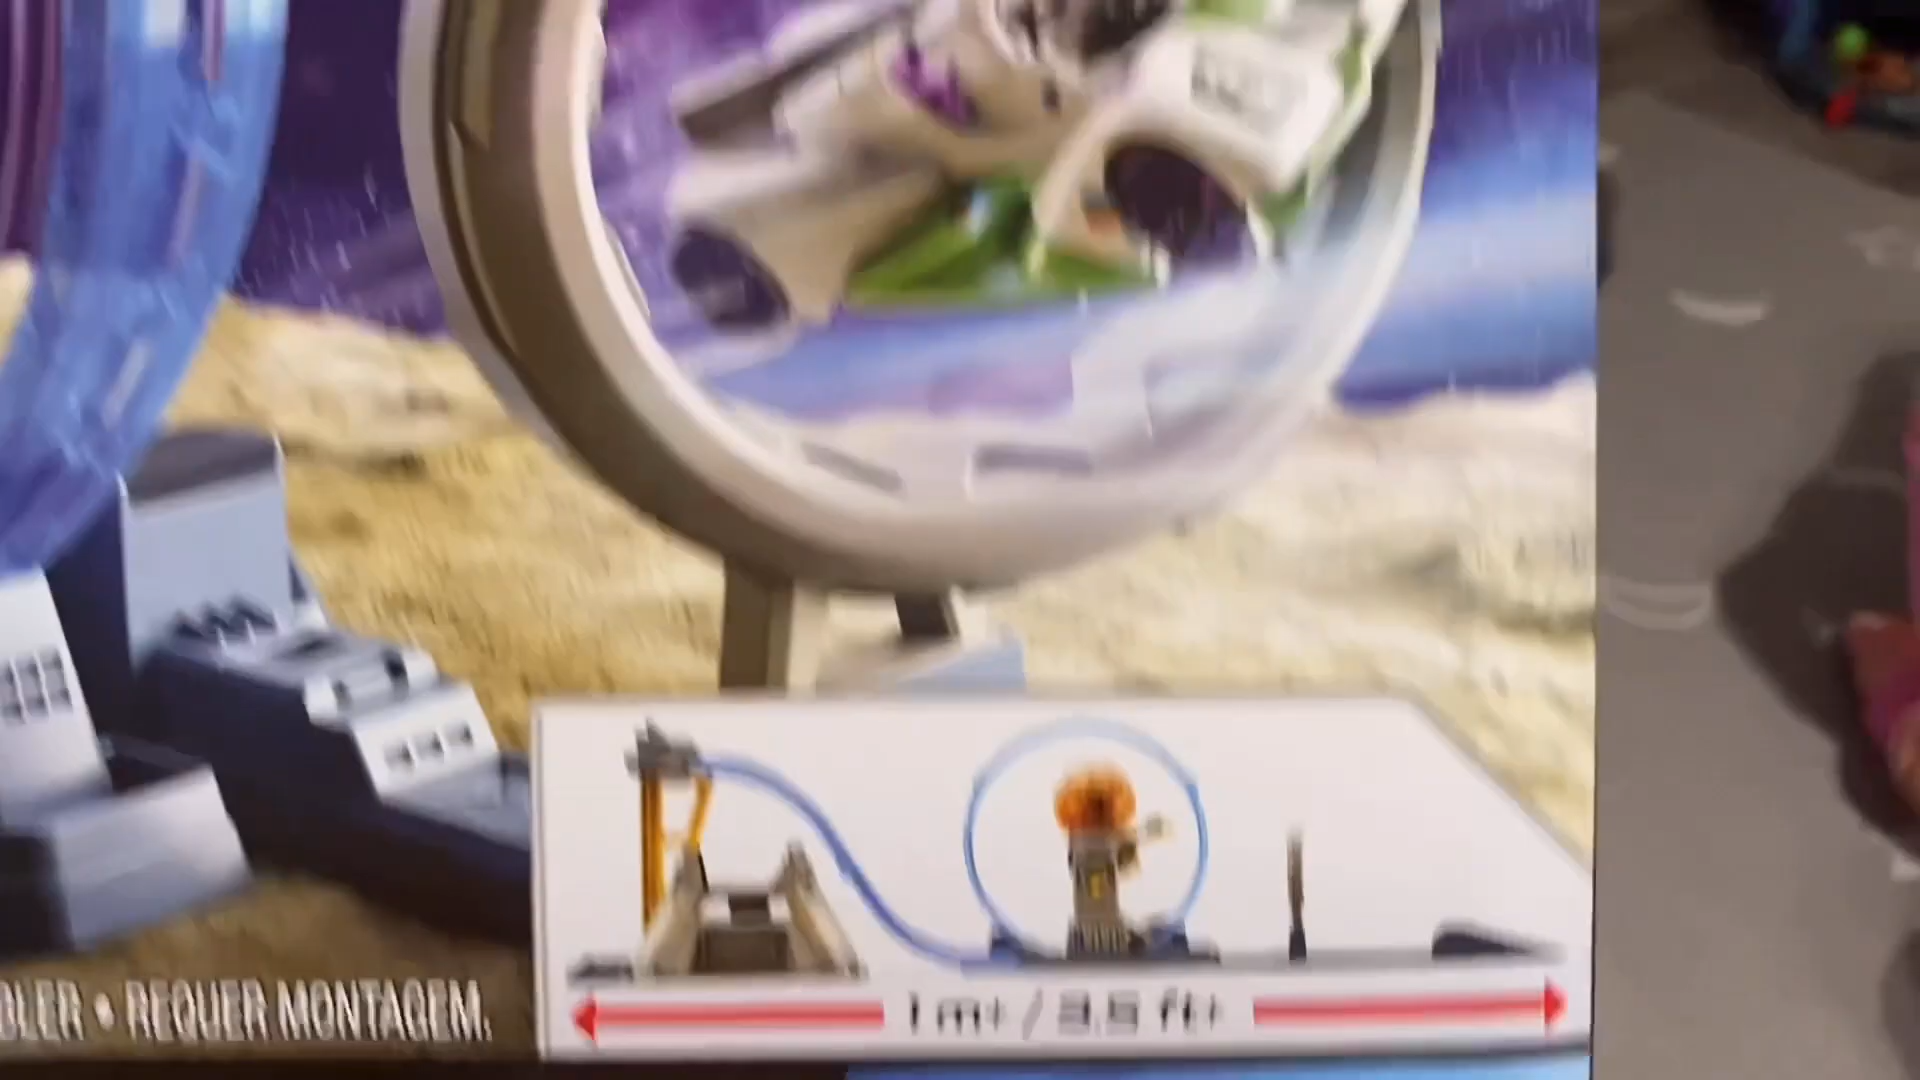 REQUER MONTAGEM.
1 m+ / 3.5 ft+